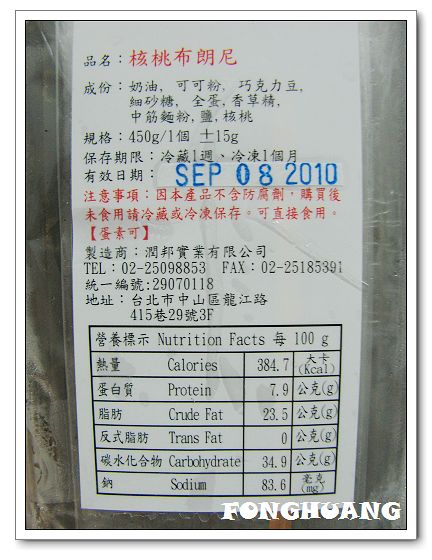 品名：核桃布朗尼
成份：奶油, 可可粉, 巧克力豆,
細砂糖, 全蛋,香草精,
中筋麵粉,鹽,核桃
規格：450g/1個 ±15g
保存期限：冷藏1週、冷凍1個月
有效日期： SEP 08 2010
注意事項：因本產品不含防腐劑，購買後
未食用請冷藏或冷凍保存。可直接食用。
【蛋素可】
製造商：潤邦實業有限公司
TEL：02-25098853 FAX：02-25185391
統一編號:29070118
地址：台北市中山區龍江路
415巷29號3F
營養標示 Nutrition Facts 每 100 g
熱量 Calories 384.7 大卡(Kcal)
蛋白質 Protein 7.9 公克(g)
脂肪 Crude Fat 23.5 公克(g)
反式脂肪 Trans Fat 0 公克(g)
碳水化合物 Carbohydrate 34.9 公克(g)
鈉 Sodium 83.6 毫克(mg)
FONGHUANG